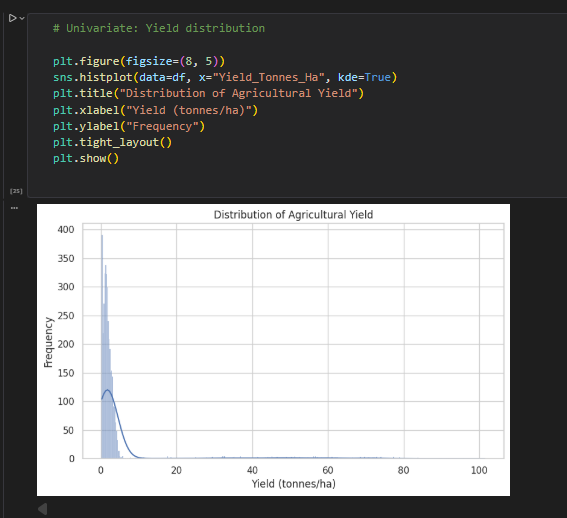 # Univariate: Yield distribution
plt.figure(figsize=(8, 5))
sns.histplot(data=df, x="Yield_Tonnes_Ha", kde=True)
plt.title("Distribution of Agricultural Yield")
plt.xlabel("Yield (tonnes/ha)")
plt.ylabel("Frequency")
plt.tight_layout()
plt.show()
[25]
...
Distribution of Agricultural Yield
400
350
300
250
200
150
100
50
0
Frequency
0 20 40 60 80 100
Yield (tonnes/ha)